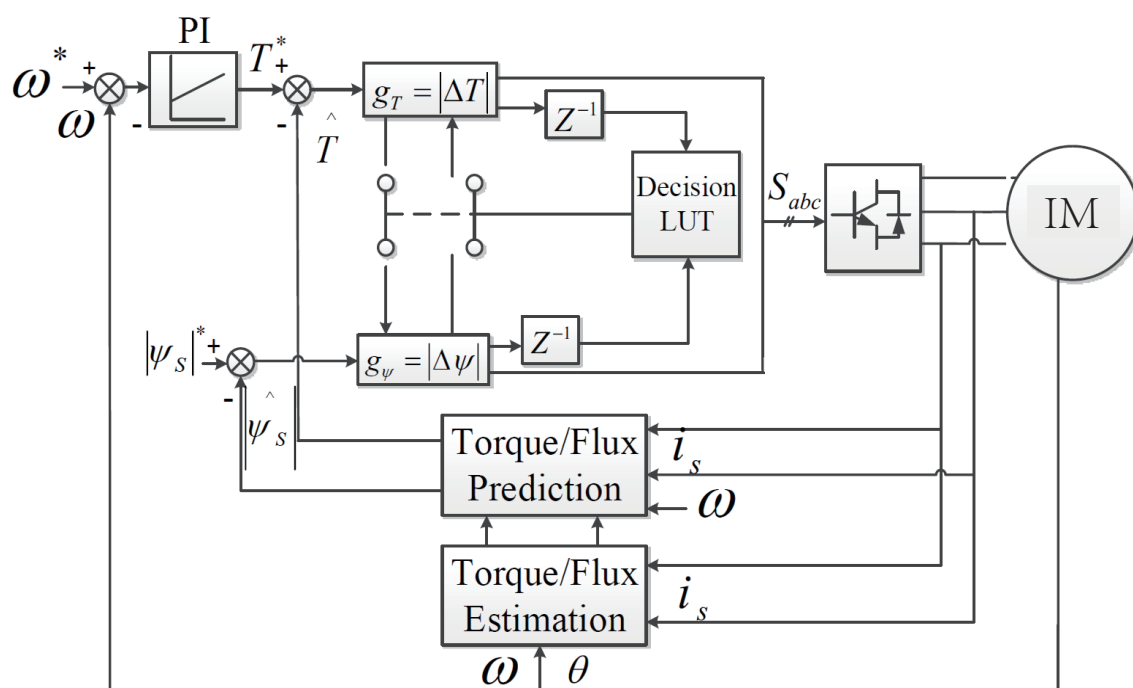 PI
ω* +
T*
+
g_T = |ΔT|
Z⁻¹
ω
-
-
T̂
Decision
LUT
S_abc
IM
|ψ_S|* +
g_ψ = |Δψ|
Z⁻¹
-
|ψ̂_S|
Torque/Flux
Prediction
i_s
ω
Torque/Flux
Estimation
i_s
ω θ